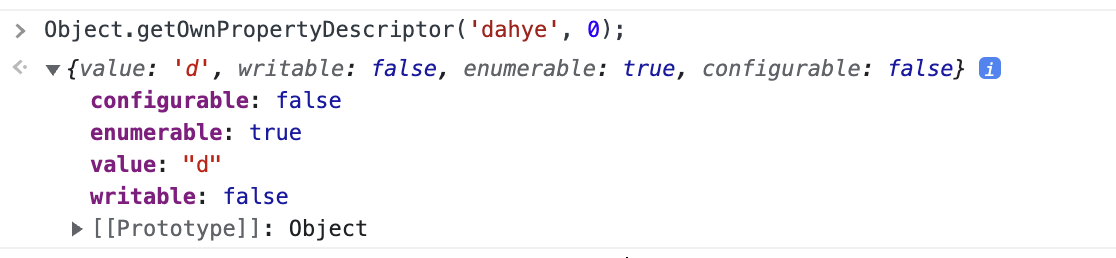 > Object.getOwnPropertyDescriptor('dahye', 0);
{value: 'd', writable: false, enumerable: true, configurable: false} i
configurable: false
enumerable: true
value: "d"
writable: false
[[Prototype]]: Object